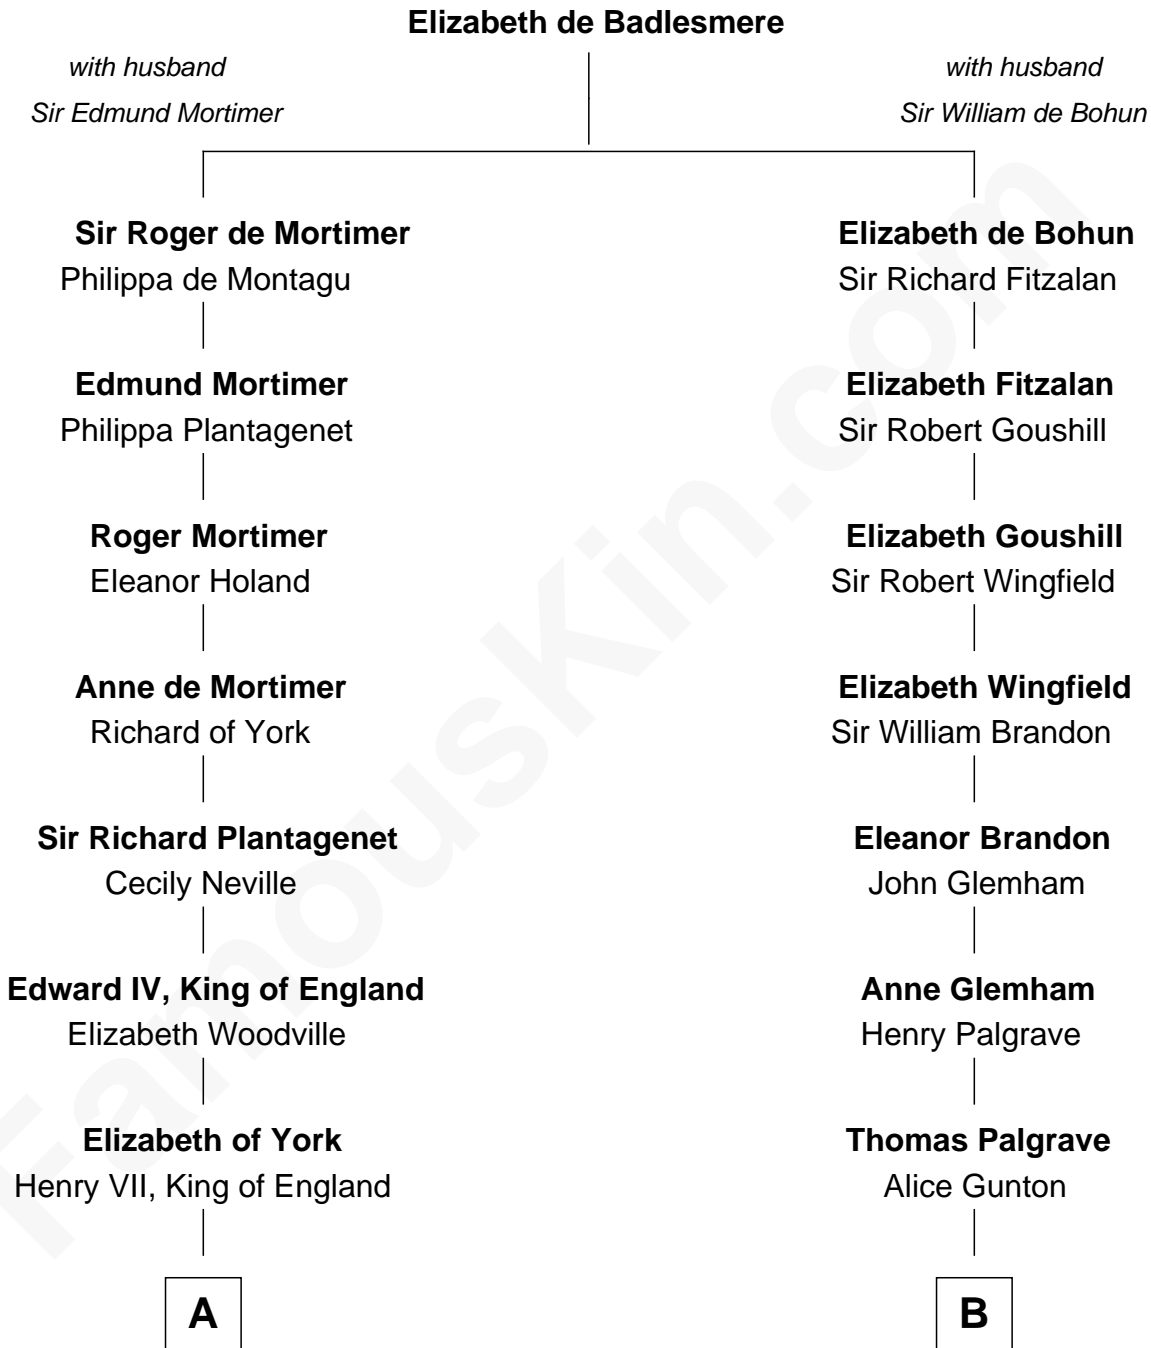 Elizabeth de Badlesmere
with husband
Sir Edmund Mortimer
with husband
Sir William de Bohun
Sir Roger de Mortimer
Philippa de Montagu
Elizabeth de Bohun
Sir Richard Fitzalan
Edmund Mortimer
Philippa Plantagenet
Elizabeth Fitzalan
Sir Robert Goushill
Roger Mortimer
Eleanor Holand
Elizabeth Goushill
Sir Robert Wingfield
Anne de Mortimer
Richard of York
Elizabeth Wingfield
Sir William Brandon
Sir Richard Plantagenet
Cecily Neville
Eleanor Brandon
John Glemham
Edward IV, King of England
Elizabeth Woodville
Anne Glemham
Henry Palgrave
Elizabeth of York
Henry VII, King of England
Thomas Palgrave
Alice Gunton
A
B
FamousKin.com